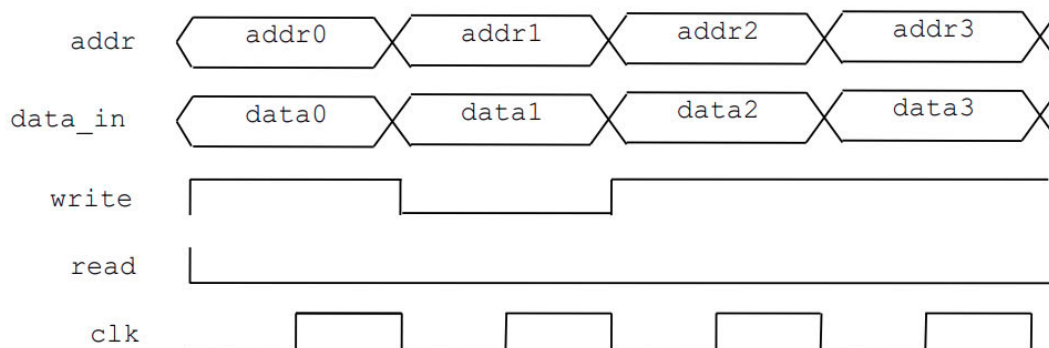 addr addr0 addr1 addr2 addr3
data_in data0 data1 data2 data3
write
read
clk